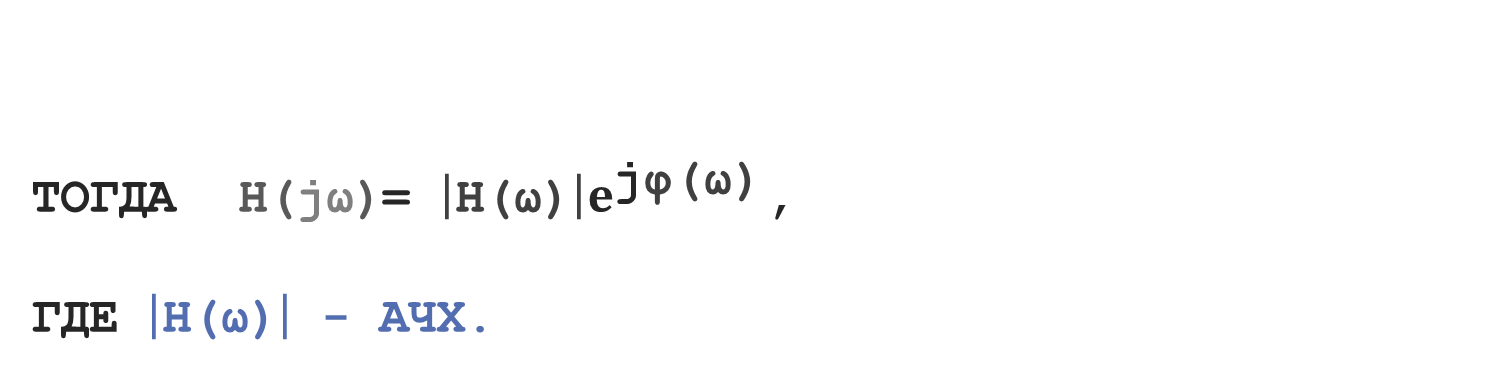 ТОГДА H(jω)= |H(ω)|e^jφ(ω) ,
ГДЕ |H(ω)| – АЧХ.